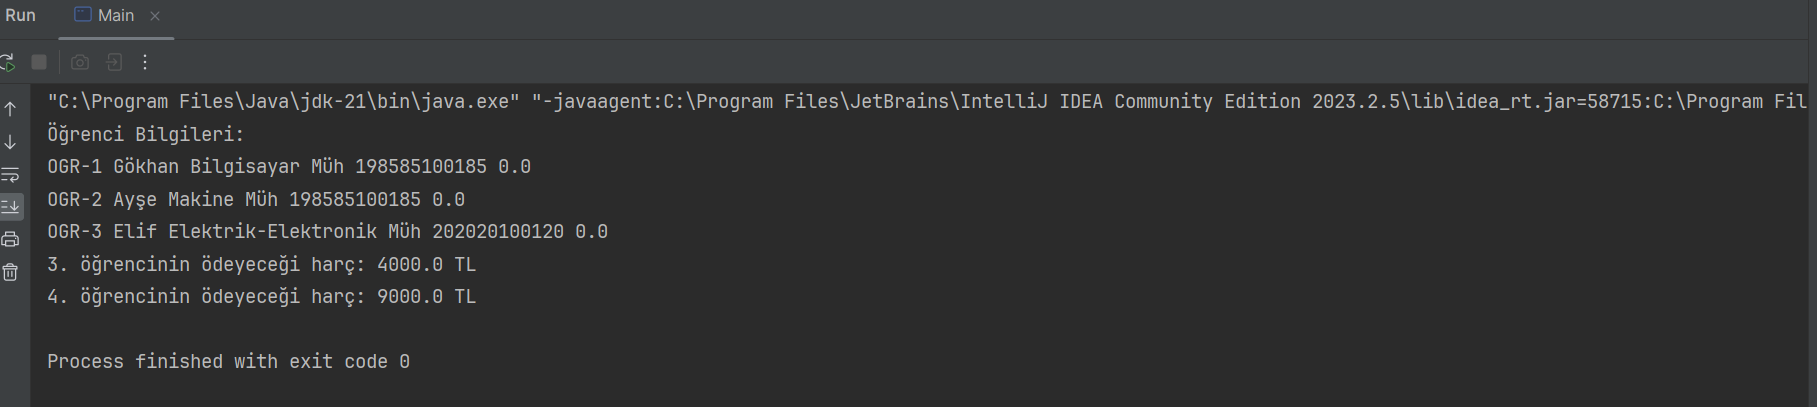 Run
Main
"C:\Program Files\Java\jdk-21\bin\java.exe" "-javaagent:C:\Program Files\JetBrains\IntelliJ IDEA Community Edition 2023.2.5\lib\idea_rt.jar=58715:C:\Program Fil
Öğrenci Bilgileri:
OGR-1 Gökhan Bilgisayar Müh 198585100185 0.0
OGR-2 Ayşe Makine Müh 198585100185 0.0
OGR-3 Elif Elektrik-Elektronik Müh 202020100120 0.0
3. öğrencinin ödeyeceği harç: 4000.0 TL
4. öğrencinin ödeyeceği harç: 9000.0 TL
Process finished with exit code 0